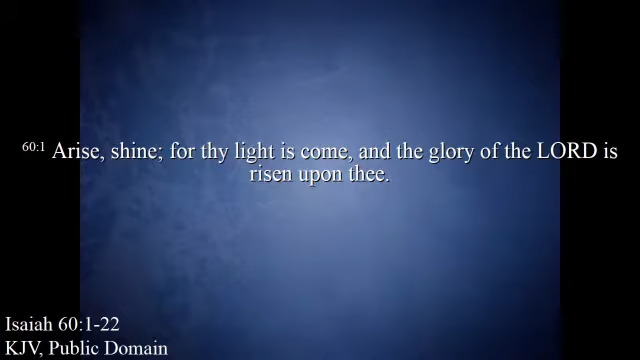 60:1 Arise, shine; for thy light is come, and the glory of the LORD is
risen upon thee.
Isaiah 60:1-22
KJV, Public Domain